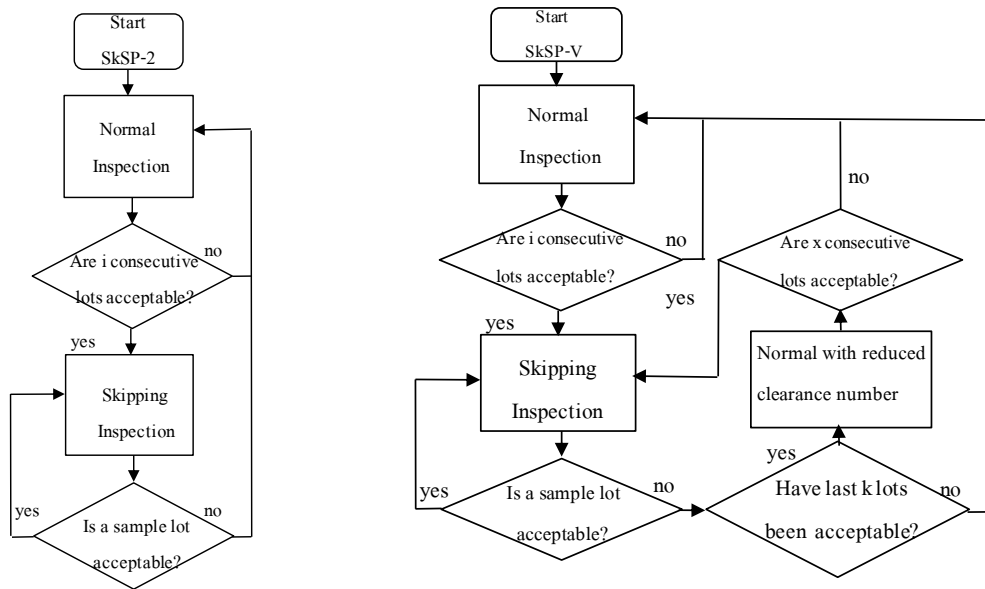 Start
SkSP-2
Normal
Inspection
Are i consecutive
lots acceptable?
no
yes
Skipping
Inspection
yes
Is a sample lot
acceptable?
no
Start
SkSP-V
Normal
Inspection
Are i consecutive
lots acceptable?
no
yes
Skipping
Inspection
yes
Is a sample lot
acceptable?
no
Have last k lots
been acceptable?
yes
no
Normal with reduced
clearance number
Are x consecutive
lots acceptable?
yes
no